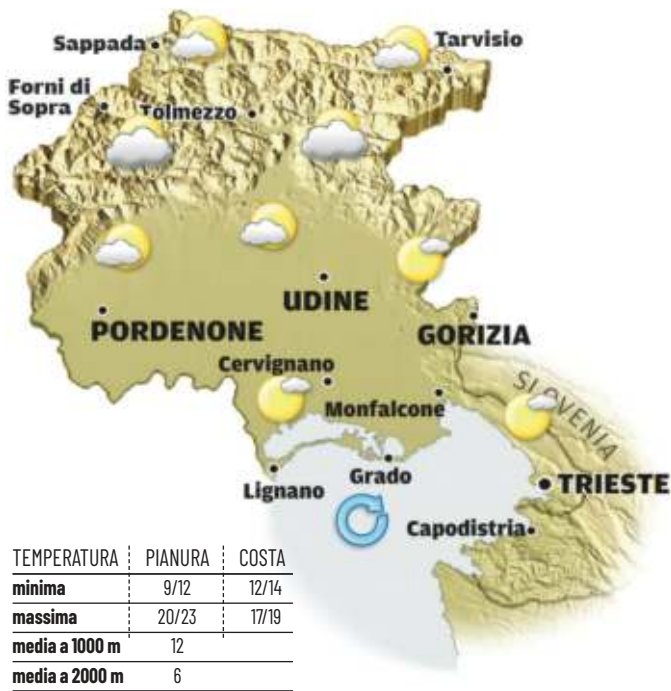 Sappada
Tarvisio
Forni di
Sopra
Tolmezzo
UDINE
PORDENONE
GORIZIA
Cervignano
SLOVENIA
Monfalcone
Grado
Lignano
TRIESTE
Capodistria
TEMPERATURA PIANURA COSTA
minima 9/12 12/14
massima 20/23 17/19
media a 1000 m 12
media a 2000 m 6